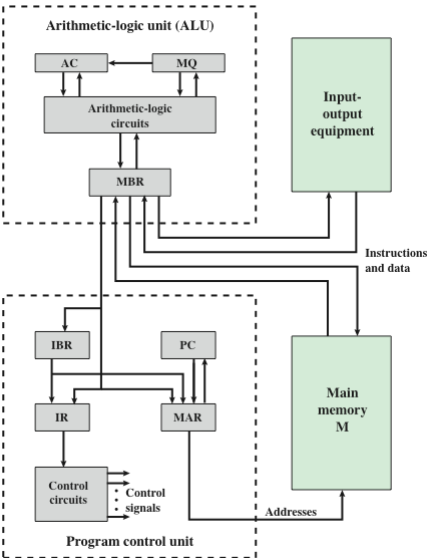 Arithmetic-logic unit (ALU)
AC
MQ
Arithmetic-logic
circuits
MBR
Input-
output
equipment
Instructions
and data
IBR
PC
IR
MAR
Main
memory
M
Control
circuits
Control
signals
Addresses
Program control unit